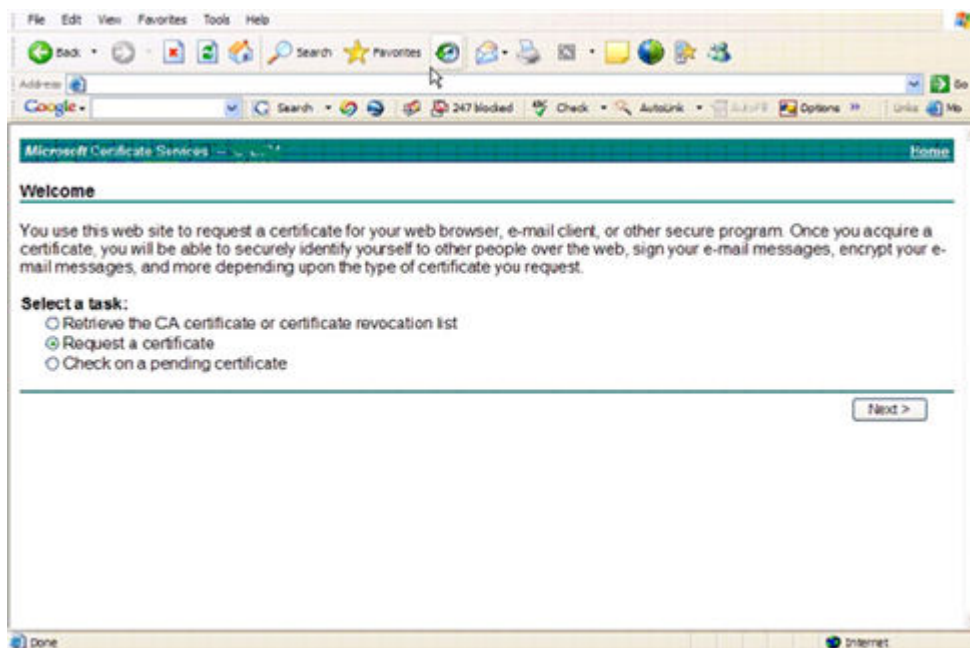 File Edit View Favorites Tools Help
Back Search Favorites
Address Go
Google Search 247 blocked Check AutoLink Options Links
Microsoft Certificate Services -- Home
Welcome
You use this web site to request a certificate for your web browser, e-mail client, or other secure program. Once you acquire a
certificate, you will be able to securely identify yourself to other people over the web, sign your e-mail messages, encrypt your e-
mail messages, and more depending upon the type of certificate you request.
Select a task:
Retrieve the CA certificate or certificate revocation list
Request a certificate
Check on a pending certificate
Next >
Done Internet